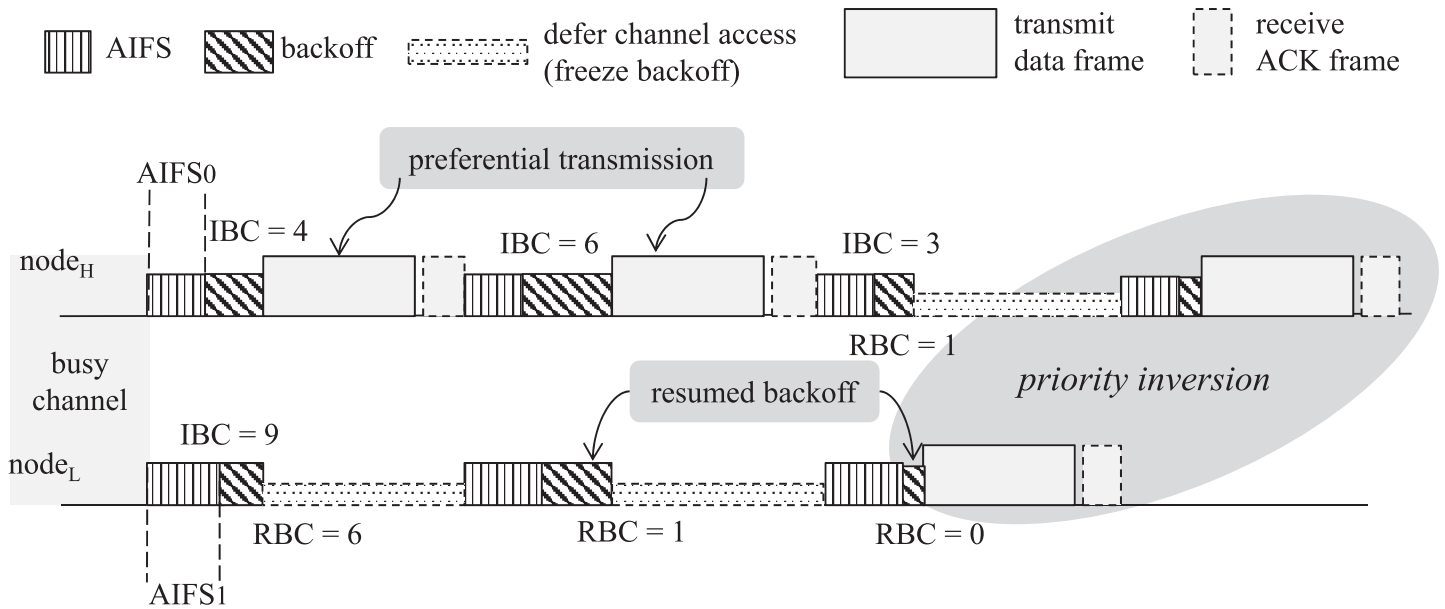 AIFS
backoff
defer channel access
(freeze backoff)
transmit
data frame
receive
ACK frame
preferential transmission
AIFS0
IBC = 4
IBC = 6
IBC = 3
nodeH
RBC = 1
busy
channel
resumed backoff
priority inversion
IBC = 9
nodeL
RBC = 6
RBC = 1
RBC = 0
AIFS1